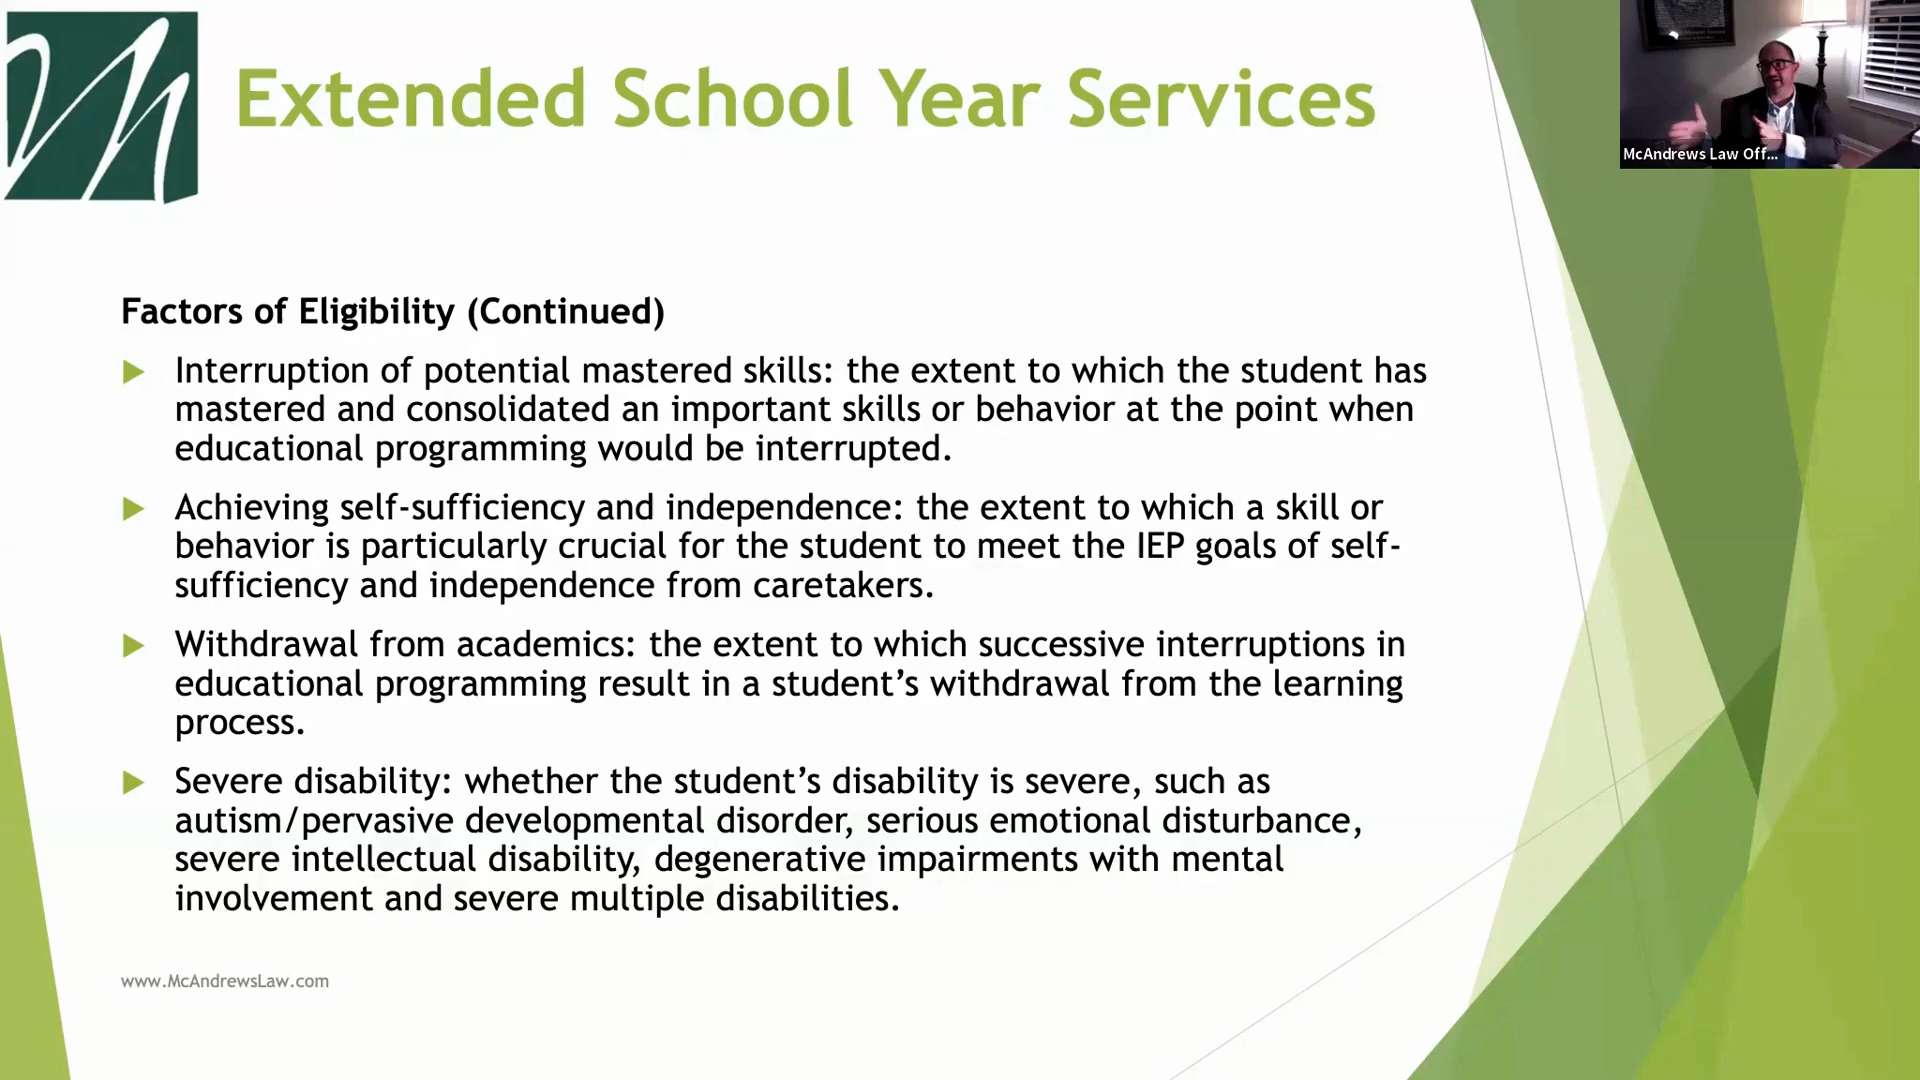 Extended School Year Services
McAndrews Law Off...
Factors of Eligibility (Continued)
Interruption of potential mastered skills: the extent to which the student has
mastered and consolidated an important skills or behavior at the point when
educational programming would be interrupted.
Achieving self-sufficiency and independence: the extent to which a skill or
behavior is particularly crucial for the student to meet the IEP goals of self-
sufficiency and independence from caretakers.
Withdrawal from academics: the extent to which successive interruptions in
educational programming result in a student’s withdrawal from the learning
process.
Severe disability: whether the student’s disability is severe, such as
autism/pervasive developmental disorder, serious emotional disturbance,
severe intellectual disability, degenerative impairments with mental
involvement and severe multiple disabilities.
www.McAndrewsLaw.com